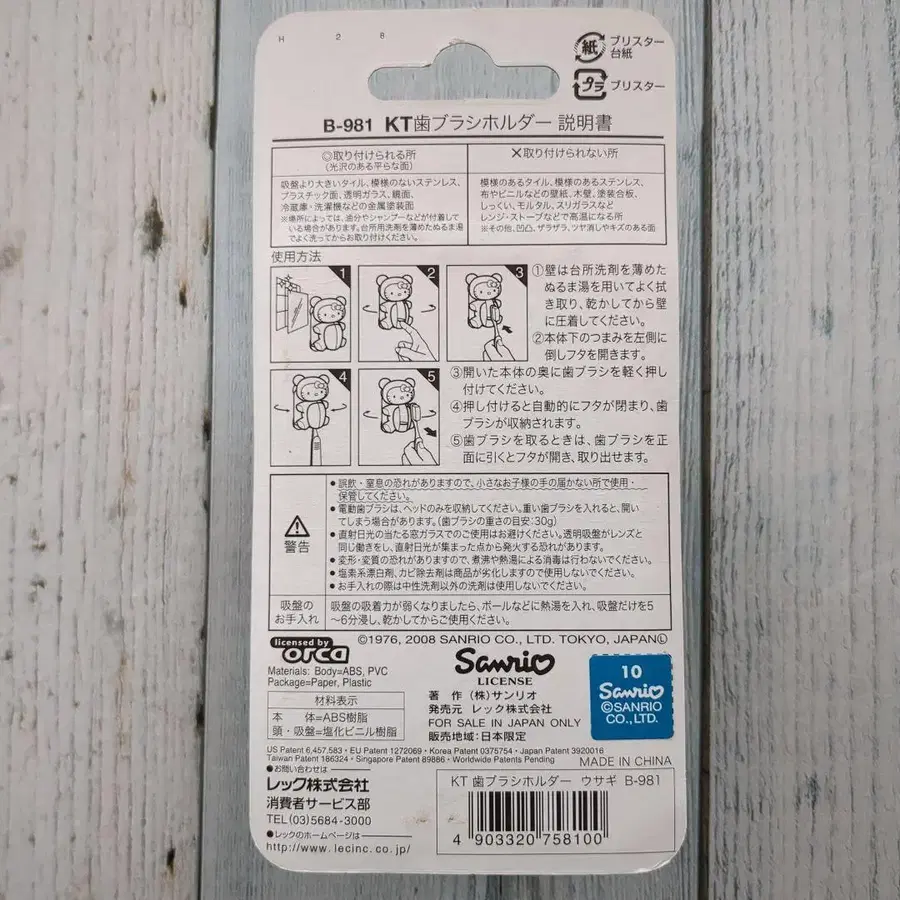 H 2 8
紙 ブリスター
台紙
プラ ブリスター
B-981 KT歯ブラシホルダー 説明書
◎取り付けられる所
(光沢のある平らな面)
吸盤より大きいタイル、模様のないステンレス、
プラスチック面、透明ガラス、鏡面、
冷蔵庫・洗濯機などの金属塗装面
※場所によっては、油分やシャンプーなどが付着して
いる場合があります。台所用洗剤を薄めたぬるま湯
でよく洗ってからお取り付けください。
×取り付けられない所
模様のあるタイル、模様のあるステンレス、
布やビニルなどの壁紙、木壁、塗装合板、
しっくい、モルタル、スリガラスなど
レンジ・ストーブなどで高温になる所
※その他、凹凸、ザラザラ、ツヤ消しやキズのある面
使用方法
1
2
3
4
5
①壁は台所洗剤を薄めた
ぬるま湯を用いてよく拭
き取り、乾かしてから壁
に圧着してください。
②本体下のつまみを左側に
倒しフタを開きます。
③開いた本体の奥に歯ブラシを軽く押し
付けてください。
④押し付けると自動的にフタが閉まり、歯
ブラシが収納されます。
⑤歯ブラシを取るときは、歯ブラシを正
面に引くとフタが開き、取り出せます。
警告
●誤飲・窒息の恐れがありますので、小さなお子様の手の届かない所で使用・
保管してください。
●電動歯ブラシは、ヘッドのみを収納してください。重い歯ブラシを入れると、開い
てしまう場合があります。(歯ブラシの重さの目安:30g)
●直射日光の当たる窓ガラスでのご使用はお避けください。透明吸盤がレンズと
同じ働きをし、直射日光が集まった点から発火する恐れがあります。
●変形・変質の恐れがありますので、煮沸や熱湯による消毒は行わないでください。
●塩素系漂白剤、カビ除去剤は商品が劣化しますので使用しないでください。
●お手入れの際は中性洗剤以外の洗剤は使用しないでください。
吸盤の
お手入れ
吸盤の吸着力が弱くなりましたら、ボールなどに熱湯を入れ、吸盤だけを5
～6分浸し、乾かしてからご使用ください。
©1976, 2008 SANRIO CO., LTD. TOKYO, JAPANⓁ
licensed by
orca
Materials: Body=ABS, PVC
Package=Paper, Plastic
材料表示
本 体=ABS樹脂
頭・吸盤=塩化ビニル樹脂
Sanrio
LICENSE
著 作 (株)サンリオ
発売元 レック株式会社
FOR SALE IN JAPAN ONLY
販売地域:日本限定
10
Sanrio
©SANRIO
CO.,LTD.
US Patent 6,457.583・EU Patent 1272069・Korea Patent 0375754・Japan Patent 3920016
Taiwan Patent 186324・Singapore Patent 89886・Worldwide Patents Pending
MADE IN CHINA
●お問い合わせは
レック株式会社
消費者サービス部
TEL(03)5684-3000
●レックのホームページは
http://www.lecinc.co.jp/
KT歯ブラシホルダー ウサギ B-981
4 903320 758100